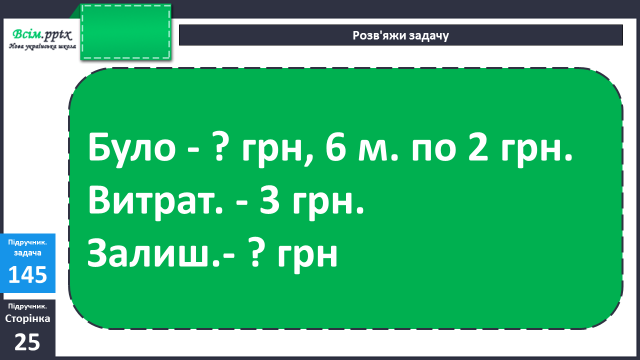 Всім.pptx
Нова українська школа
Розв'яжи задачу
Було - ? грн, 6 м. по 2 грн.
Витрат. - 3 грн.
Залиш.- ? грн
Підручник.
задача
145
Підручник.
Сторінка
25